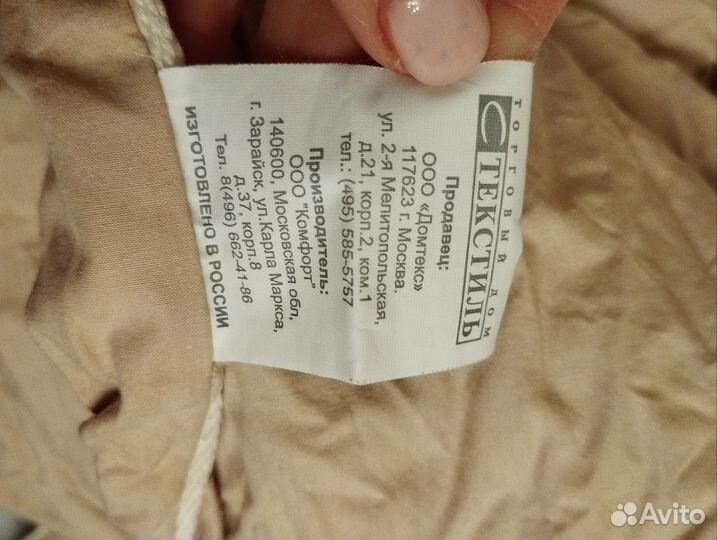 ТОРГОВЫЙ ДОМ
ТЕКСТИЛЬ
Продавец:
ООО «Домтекс»
117623 г. Москва.
ул. 2-я Мелитопольская,
д.21, корп.2, ком.1
тел.: (495) 585-5757
Производитель:
ООО "Комфорт"
140600, Московская обл,
г. Зарайск, ул.Карла Маркса,
д.37, корп.8
Тел. 8(496) 662-41-86
ИЗГОТОВЛЕНО В РОССИИ
Avito